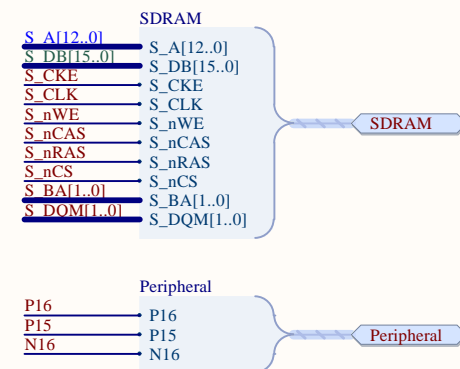 SDRAM
S_A[12..0] S_A[12..0]
S_DB[15..0] S_DB[15..0]
S_CKE S_CKE
S_CLK S_CLK
S_nWE S_nWE SDRAM
S_nCAS S_nCAS
S_nRAS S_nRAS
S_nCS S_nCS
S_BA[1..0] S_BA[1..0]
S_DQM[1..0] S_DQM[1..0]
Peripheral
P16 P16
P15 P15 Peripheral
N16 N16